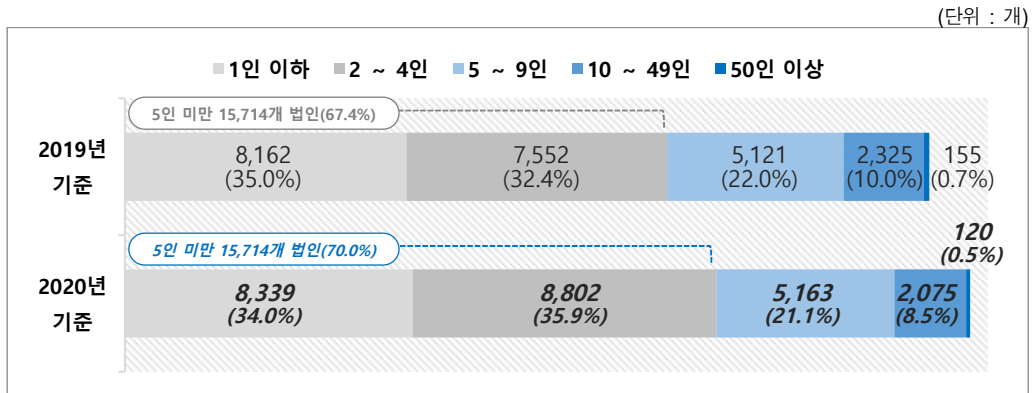 (단위 : 개)
1인 이하 2 ~ 4인 5 ~ 9인 10 ~ 49인 50인 이상
5인 미만 15,714개 법인(67.4%)
2019년
기준
8,162 7,552 5,121 2,325 155
(35.0%) (32.4%) (22.0%) (10.0%) (0.7%)
5인 미만 15,714개 법인(70.0%)
120
(0.5%)
2020년
기준
8,339 8,802 5,163 2,075
(34.0%) (35.9%) (21.1%) (8.5%)